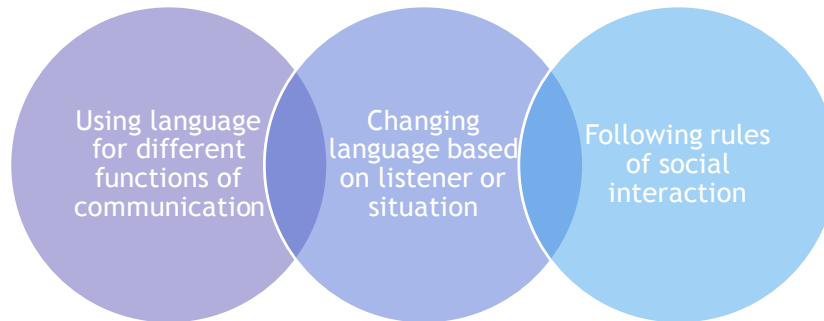 Using language
for different
functions of
communication
Changing
language based
on listener or
situation
Following rules
of social
interaction